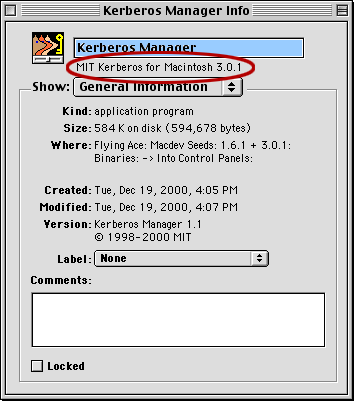 Kerberos Manager Info
Kerberos Manager
MIT Kerberos for Macintosh 3.0.1
Show: General Information
Kind: application program
Size: 584 K on disk (594,678 bytes)
Where: Flying Ace: Macdev Seeds: 1.6.1 + 3.0.1:
Binaries: -> Into Control Panels:
Created: Tue, Dec 19, 2000, 4:05 PM
Modified: Tue, Dec 19, 2000, 4:07 PM
Version: Kerberos Manager 1.1
© 1998-2000 MIT
Label: None
Comments:
Locked